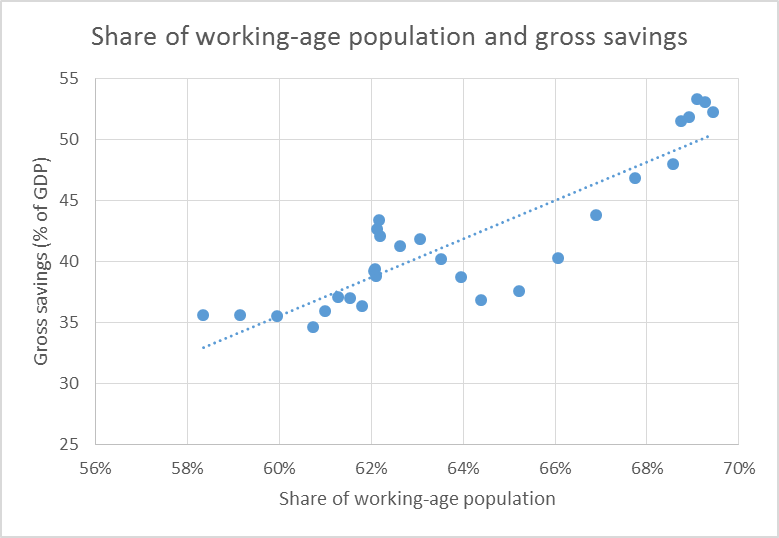 Share of working-age population and gross savings
Gross savings (% of GDP)
55
50
45
40
35
30
25
56% 58% 60% 62% 64% 66% 68% 70%
Share of working-age population